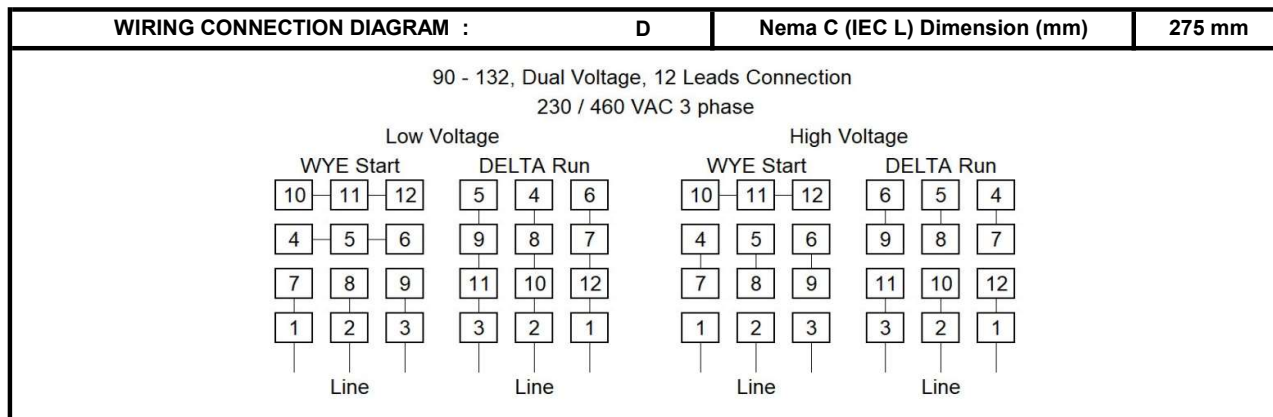 WIRING CONNECTION DIAGRAM : D Nema C (IEC L) Dimension (mm) 275 mm
90 - 132, Dual Voltage, 12 Leads Connection
230 / 460 VAC 3 phase
Low Voltage High Voltage
WYE Start DELTA Run WYE Start DELTA Run
10 11 12 5 4 6 10 11 12 6 5 4
4 5 6 9 8 7 4 5 6 9 8 7
7 8 9 11 10 12 7 8 9 11 10 12
1 2 3 3 2 1 1 2 3 3 2 1
Line Line Line Line